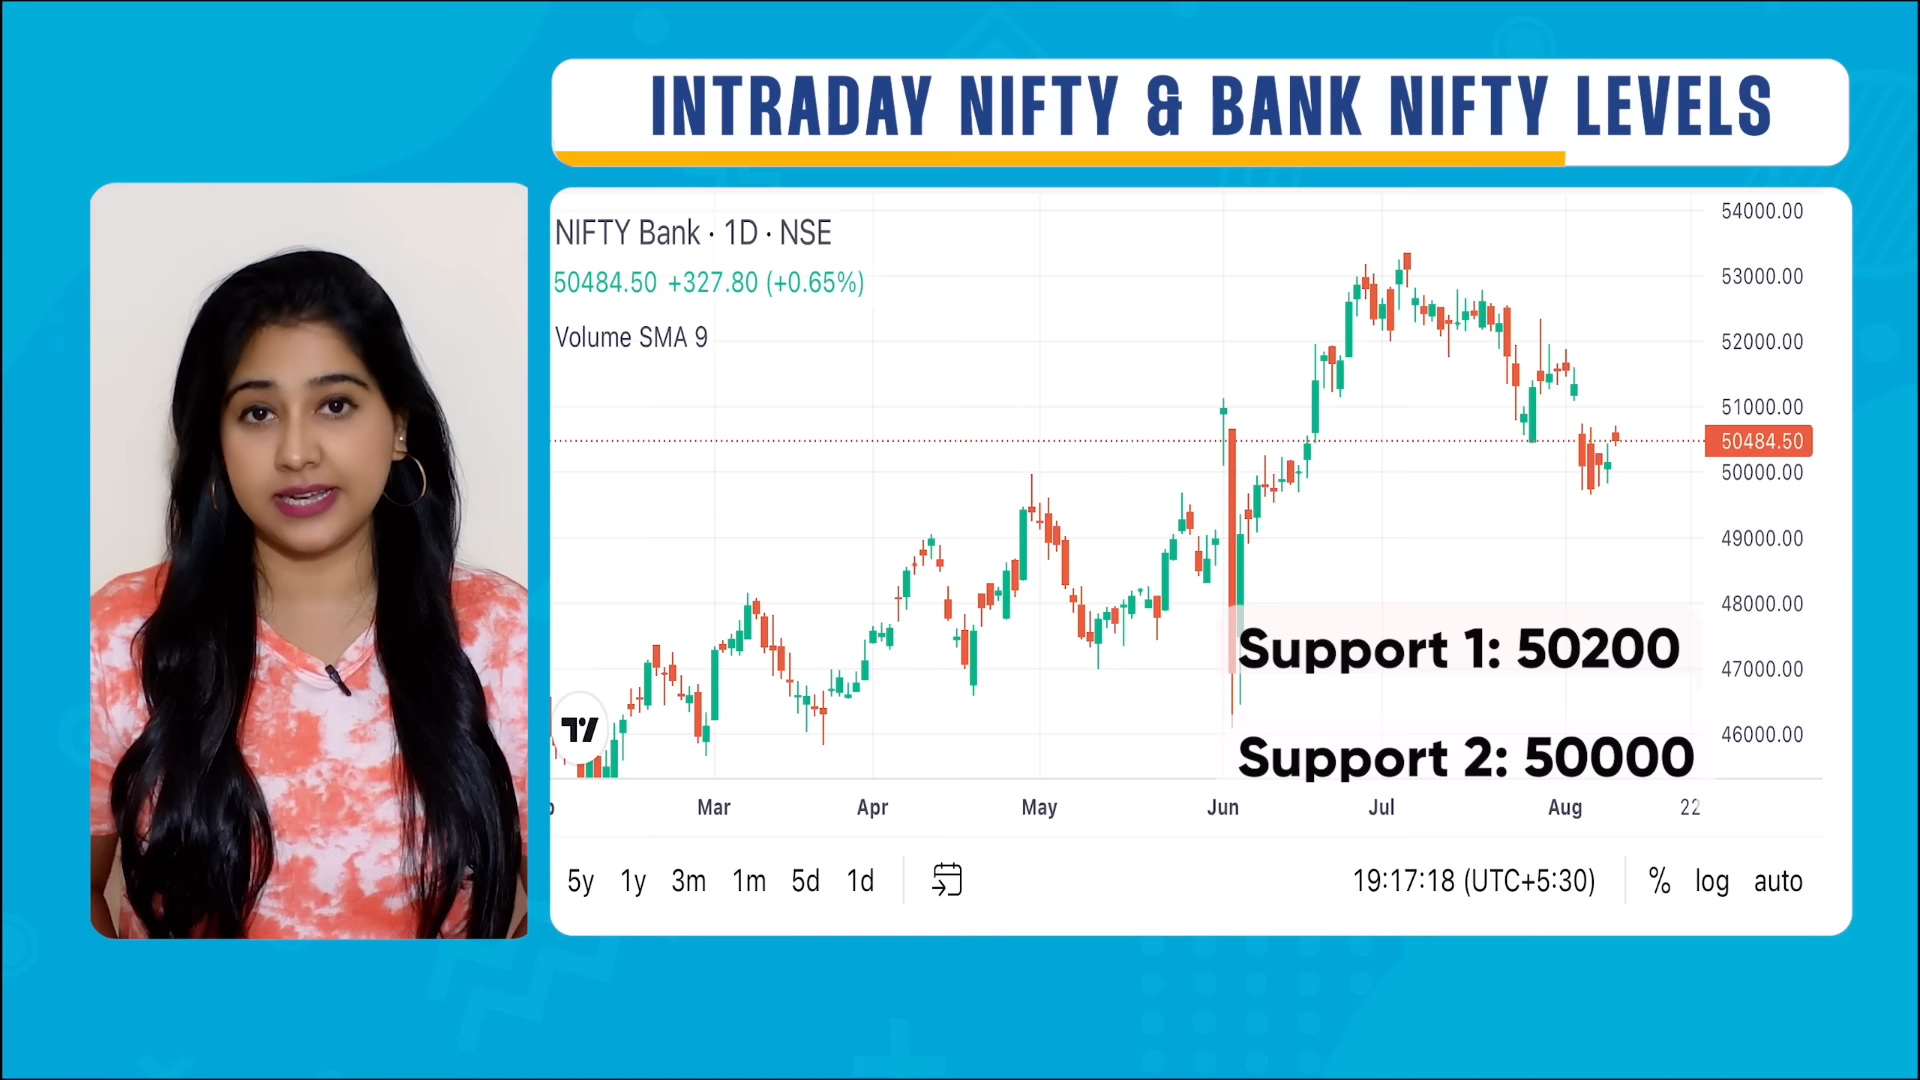 INTRADAY NIFTY & BANK NIFTY LEVELS
NIFTY Bank · 1D · NSE
50484.50 +327.80 (+0.65%)
Volume SMA 9
54000.00
53000.00
52000.00
51000.00
50484.50
50000.00
49000.00
48000.00
47000.00
46000.00
Support 1: 50200
Support 2: 50000
Mar Apr May Jun Jul Aug 22
5y 1y 3m 1m 5d 1d
19:17:18 (UTC+5:30) % log auto